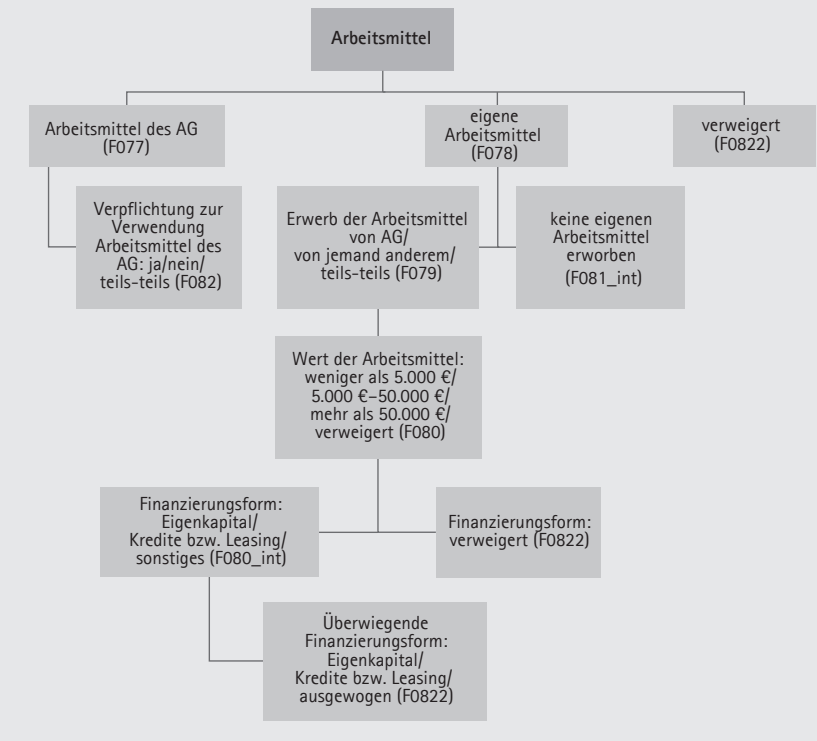 Arbeitsmittel
Arbeitsmittel des AG
(F077)
eigene
Arbeitsmittel
(F078)
verweigert
(F0822)
Verpflichtung zur
Verwendung
Arbeitsmittel des
AG: ja/nein/
teils-teils (F082)
Erwerb der Arbeitsmittel
von AG/
von jemand anderem/
teils-teils (F079)
keine eigenen
Arbeitsmittel
erworben
(F081_int)
Wert der Arbeitsmittel:
weniger als 5.000 €/
5.000 €–50.000 €/
mehr als 50.000 €/
verweigert (F080)
Finanzierungsform:
Eigenkapital/
Kredite bzw. Leasing/
sonstiges (F080_int)
Finanzierungsform:
verweigert (F0822)
Überwiegende
Finanzierungsform:
Eigenkapital/
Kredite bzw. Leasing/
ausgewogen (F0822)